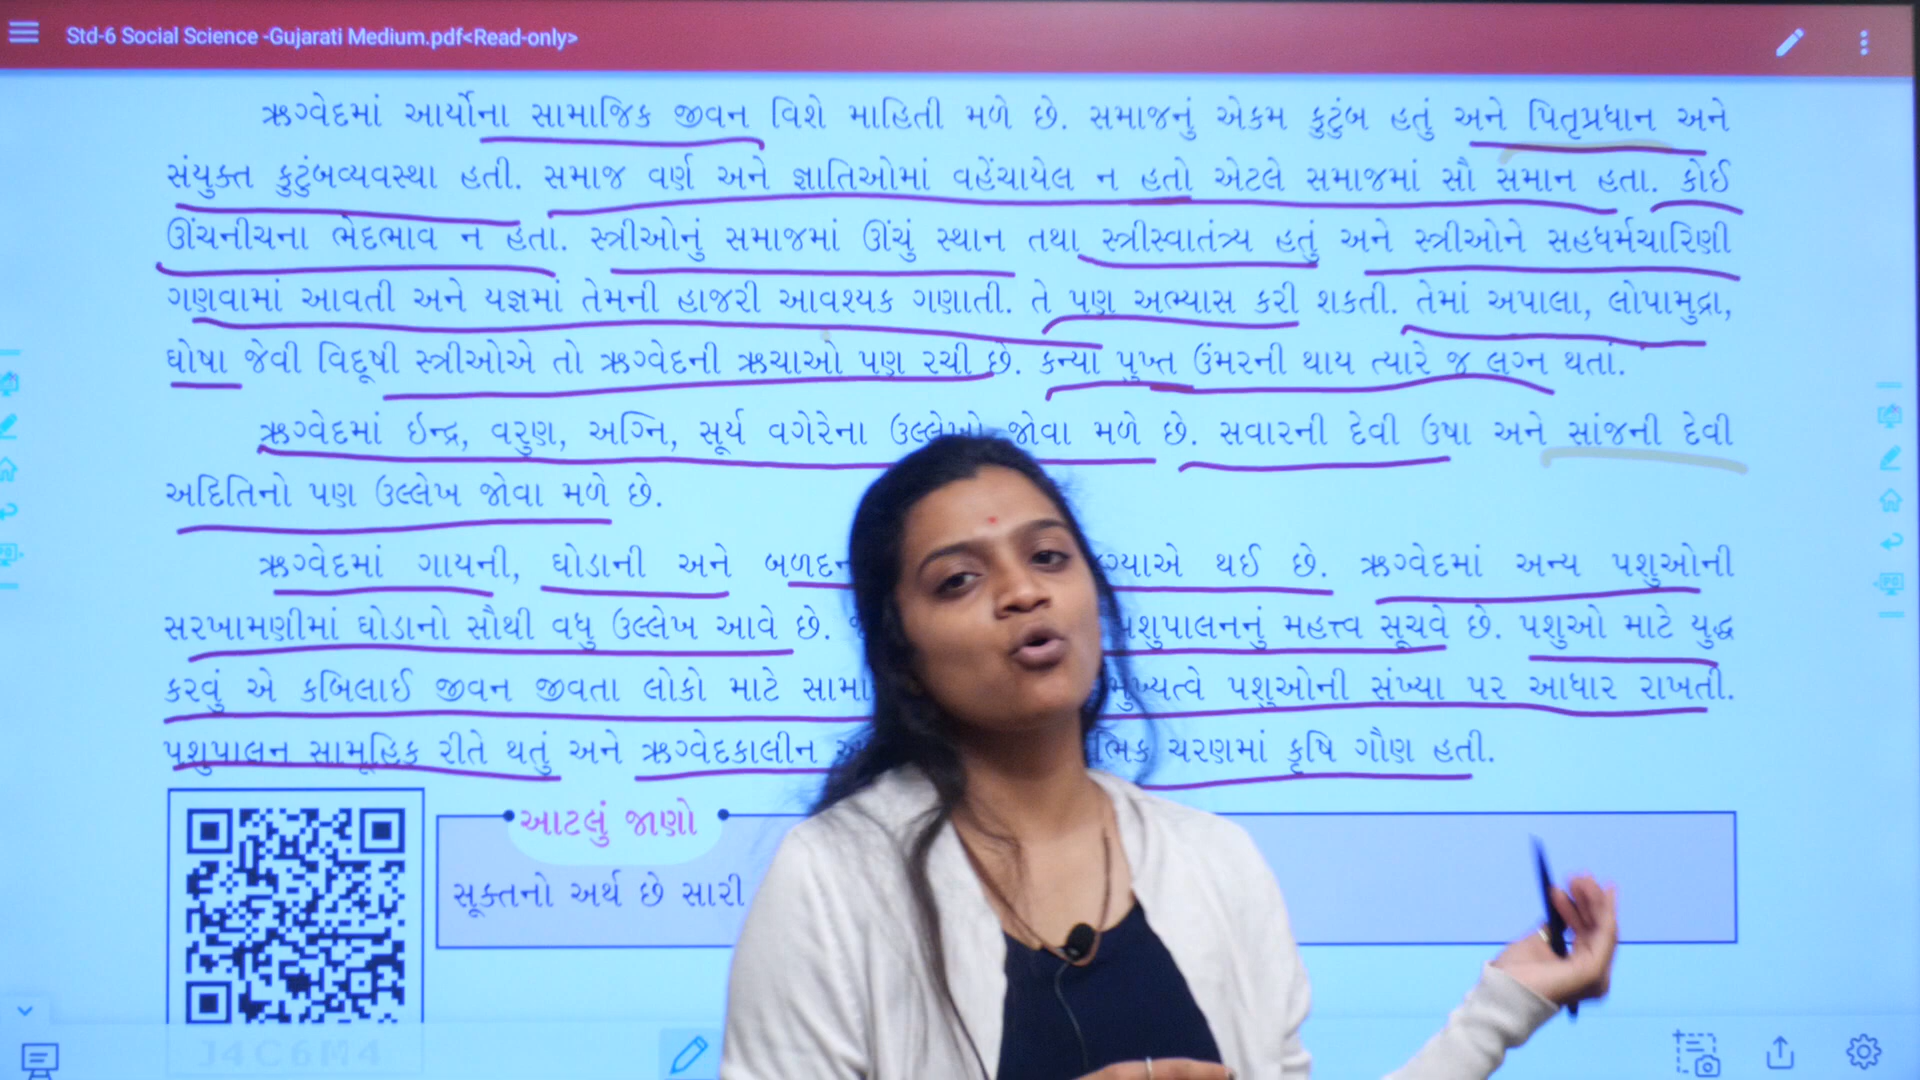 Std-6 Social Science -Gujarati Medium.pdf<Read-only>
ઋગ્વેદમાં આર્યોના સામાજિક જીવન વિશે માહિતી મળે છે. સમાજનું એકમ કુટુંબ હતું અને પિતૃપ્રધાન અને
સંયુક્ત કુટુંબવ્યવસ્થા હતી. સમાજ વર્ણ અને જ્ઞાતિઓમાં વહેંચાયેલ ન હતો એટલે સમાજમાં સૌ સમાન હતા. કોઈ
ઊંચનીચના ભેદભાવ ન હતા. સ્ત્રીઓનું સમાજમાં ઊંચું સ્થાન તથા સ્ત્રીસ્વાતંત્ર્ય હતું અને સ્ત્રીઓને સહધર્મચારિણી
ગણવામાં આવતી અને યજ્ઞમાં તેમની હાજરી આવશ્યક ગણાતી. તે પણ અભ્યાસ કરી શકતી. તેમાં અપાલા, લોપામુદ્રા,
ઘોષા જેવી વિદૂષી સ્ત્રીઓએ તો ઋગ્વેદની ઋચાઓ પણ રચી છે. કન્યા પુખ્ત ઉંમરની થાય ત્યારે જ લગ્ન થતાં.
ઋગ્વેદમાં ઇન્દ્ર, વરુણ, અગ્નિ, સૂર્ય વગેરેના ઉલ્લેખો જોવા મળે છે. સવારની દેવી ઉષા અને સાંજની દેવી
અદિતિનો પણ ઉલ્લેખ જોવા મળે છે.
ઋગ્વેદમાં ગાયની, ઘોડાની અને થઈ છે. ઋગ્વેદમાં અન્ય પશુઓની
સરખામણીમાં ઘોડાનો સૌથી વધુ ઉલ્લેખ આવે છે. પશુપાલનનું મહત્ત્વ સૂચવે છે. પશુઓ માટે યુદ્ધ
કરવું એ કબિલાઈ જીવન જીવતા લોકો માટે પશુઓની સંખ્યા પર આધાર રાખતી.
પશુપાલન સામૂહિક રીતે થતું અને ઋગ્વેદકાલીન ચરણમાં કૃષિ ગૌણ હતી.
આટલું જાણો
સૂક્તનો અર્થ છે સારી
J4C6M4